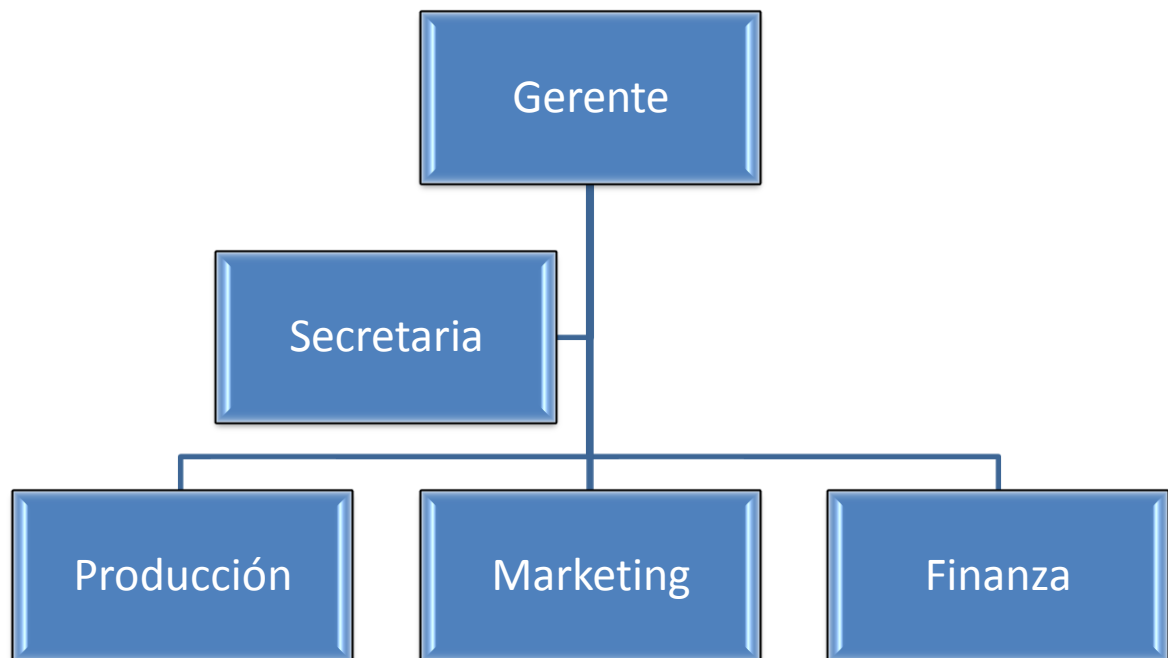 Gerente
Secretaria
Producción
Marketing
Finanza